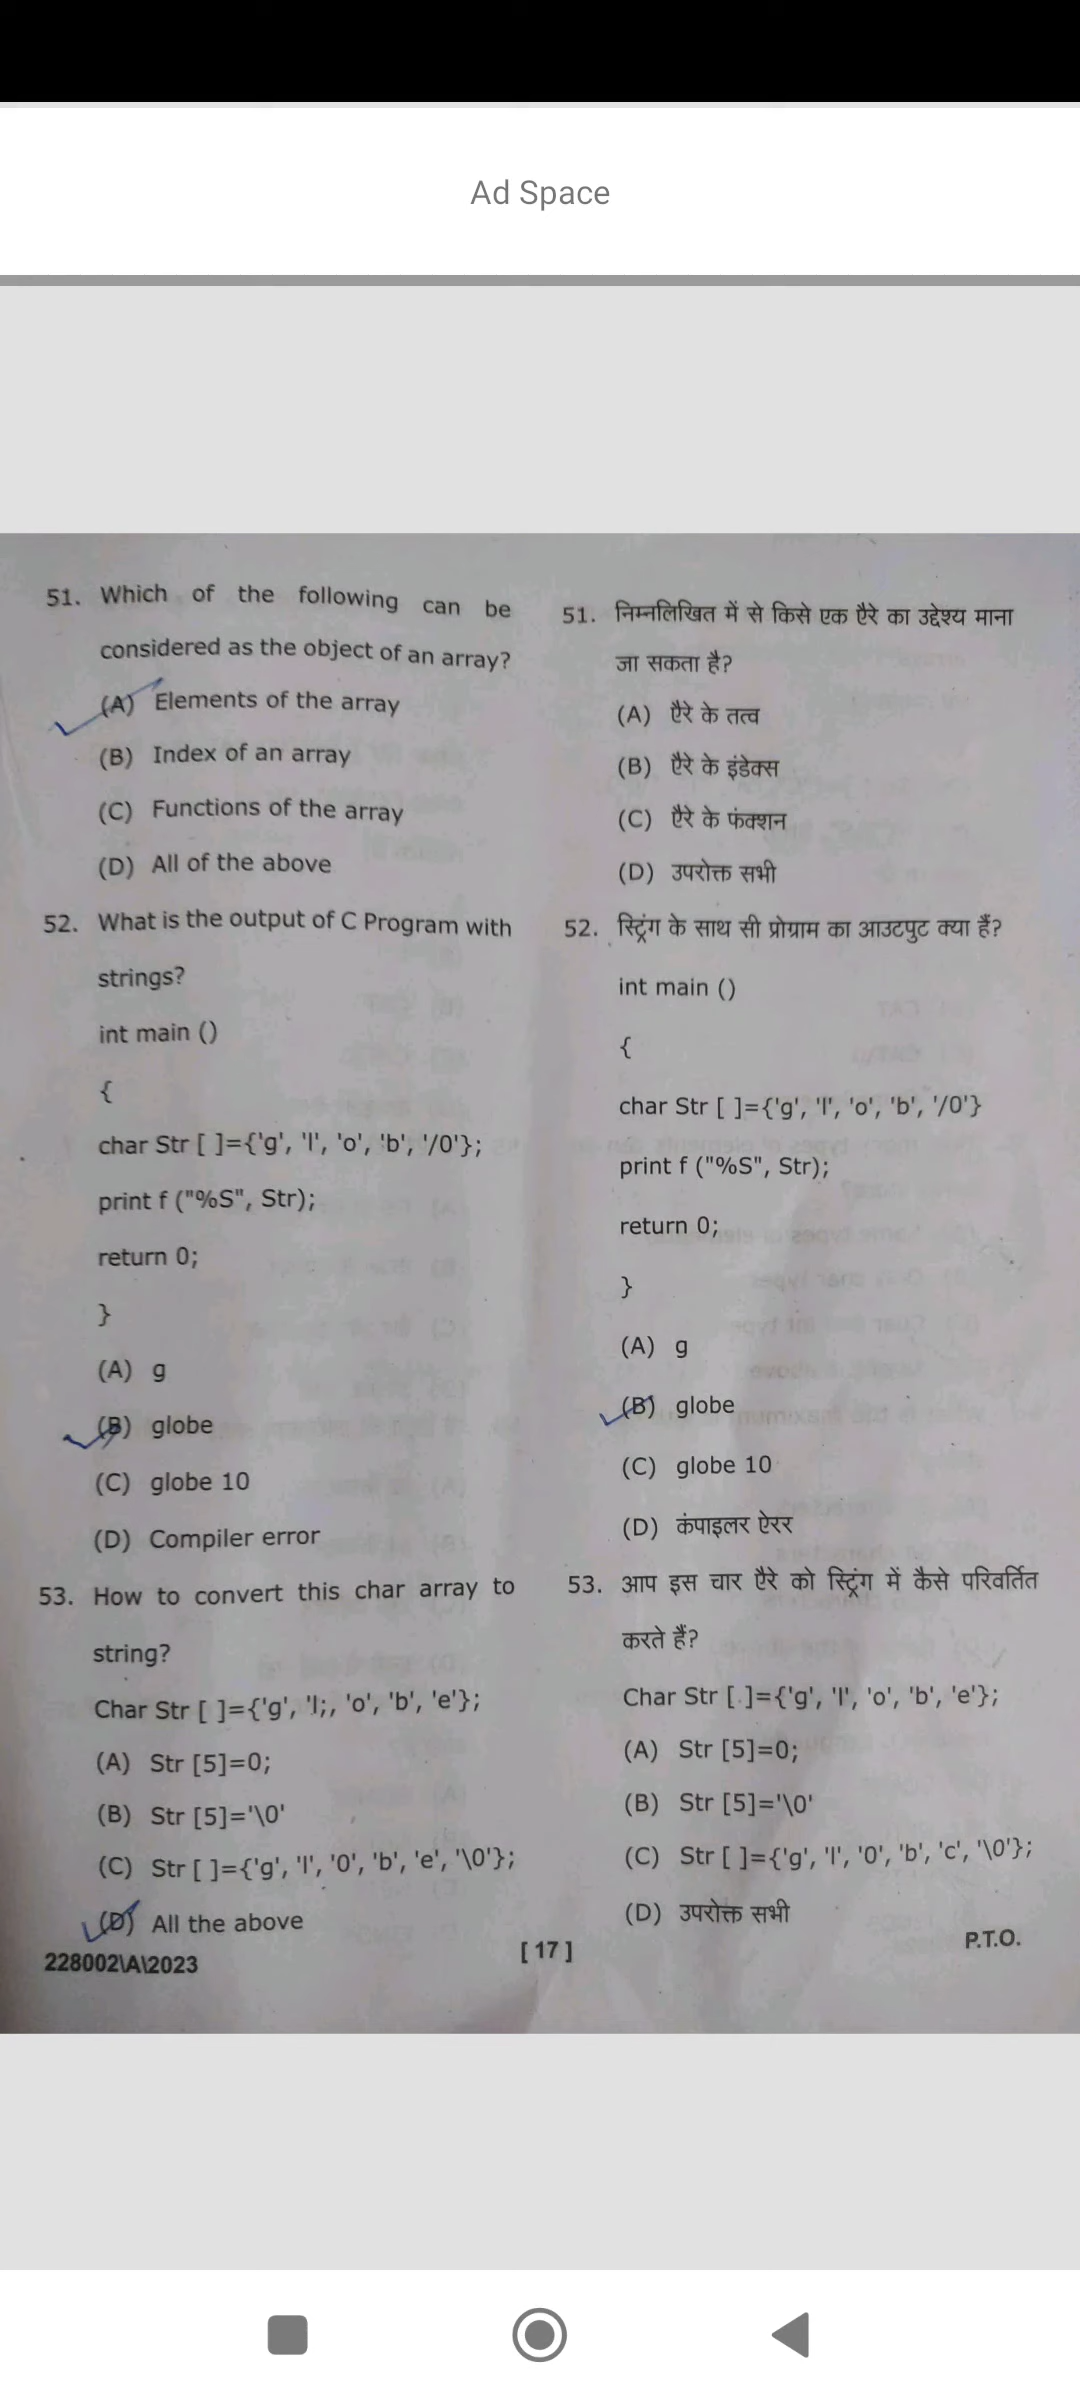 Ad Space
51. Which of the following can be
considered as the object of an array?
(A) Elements of the array
(B) Index of an array
(C) Functions of the array
(D) All of the above
52. What is the output of C Program with
strings?
int main ()
{
char Str [ ]={'g', 'l', 'o', 'b', '/0'};
print f ("%S", Str);
return 0;
}
(A) g
(B) globe
(C) globe 10
(D) Compiler error
53. How to convert this char array to
string?
Char Str [ ]={'g', 'l;, 'o', 'b', 'e'};
(A) Str [5]=0;
(B) Str [5]='\0'
(C) Str [ ]={'g', 'l', '0', 'b', 'e', '\0'};
(D) All the above
51. निम्नलिखित में से किसे एक ऐरे का उद्देश्य माना
जा सकता है?
(A) ऐरे के तत्व
(B) ऐरे के इंडेक्स
(C) ऐरे के फंक्शन
(D) उपरोक्त सभी
52. स्ट्रिंग के साथ सी प्रोग्राम का आउटपुट क्या हैं?
int main ()
{
char Str [ ]={'g', 'l', 'o', 'b', '/0'}
print f ("%S", Str);
return 0;
}
(A) g
(B) globe
(C) globe 10
(D) कंपाइलर ऐरर
53. आप इस चार ऐरे को स्ट्रिंग में कैसे परिवर्तित
करते हैं?
Char Str [ ]={'g', 'l', 'o', 'b', 'e'};
(A) Str [5]=0;
(B) Str [5]='\0'
(C) Str [ ]={'g', 'l', '0', 'b', 'c', '\0'};
(D) उपरोक्त सभी
228002\A\2023
[ 17 ]
P.T.O.